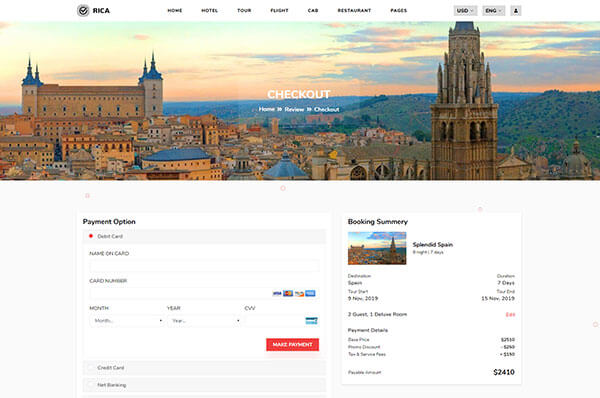 RICA
HOME HOTEL TOUR FLIGHT CAB RESTAURANT PAGES
USD ENG
CHECKOUT
Home Review Checkout
Payment Option
Debit Card
NAME ON CARD
CARD NUMBER
MONTH YEAR CVV
Month... Year...
MAKE PAYMENT
Credit Card
Net Banking
Booking Summery
Splendid Spain
8 night | 7 days
Destination Duration
Spain 7 Days
Tour Start Tour End
9 Nov, 2019 15 Nov, 2019
2 Guest, 1 Deluxe Room Edit
Payment Details
Base Price $2510
Promo Discount - $250
Tax & Service Fees + $150
Payable Amount $2410